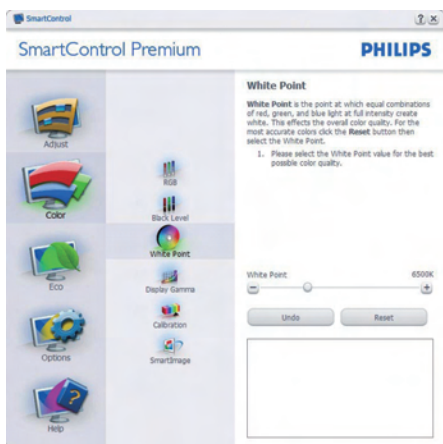 SmartControl
SmartControl Premium
PHILIPS
Adjust
Color
Eco
Options
Help
RGB
Black Level
White Point
Display Gamma
Calibration
SmartImage
White Point
White Point is the point at which equal combinations
of red, green, and blue light at full intensity create
white. This effects the overall color quality. For the
most accurate colors click the Reset button then
select the White Point.
1. Please select the White Point value for the best
possible color quality.
White Point 6500K
Undo Reset